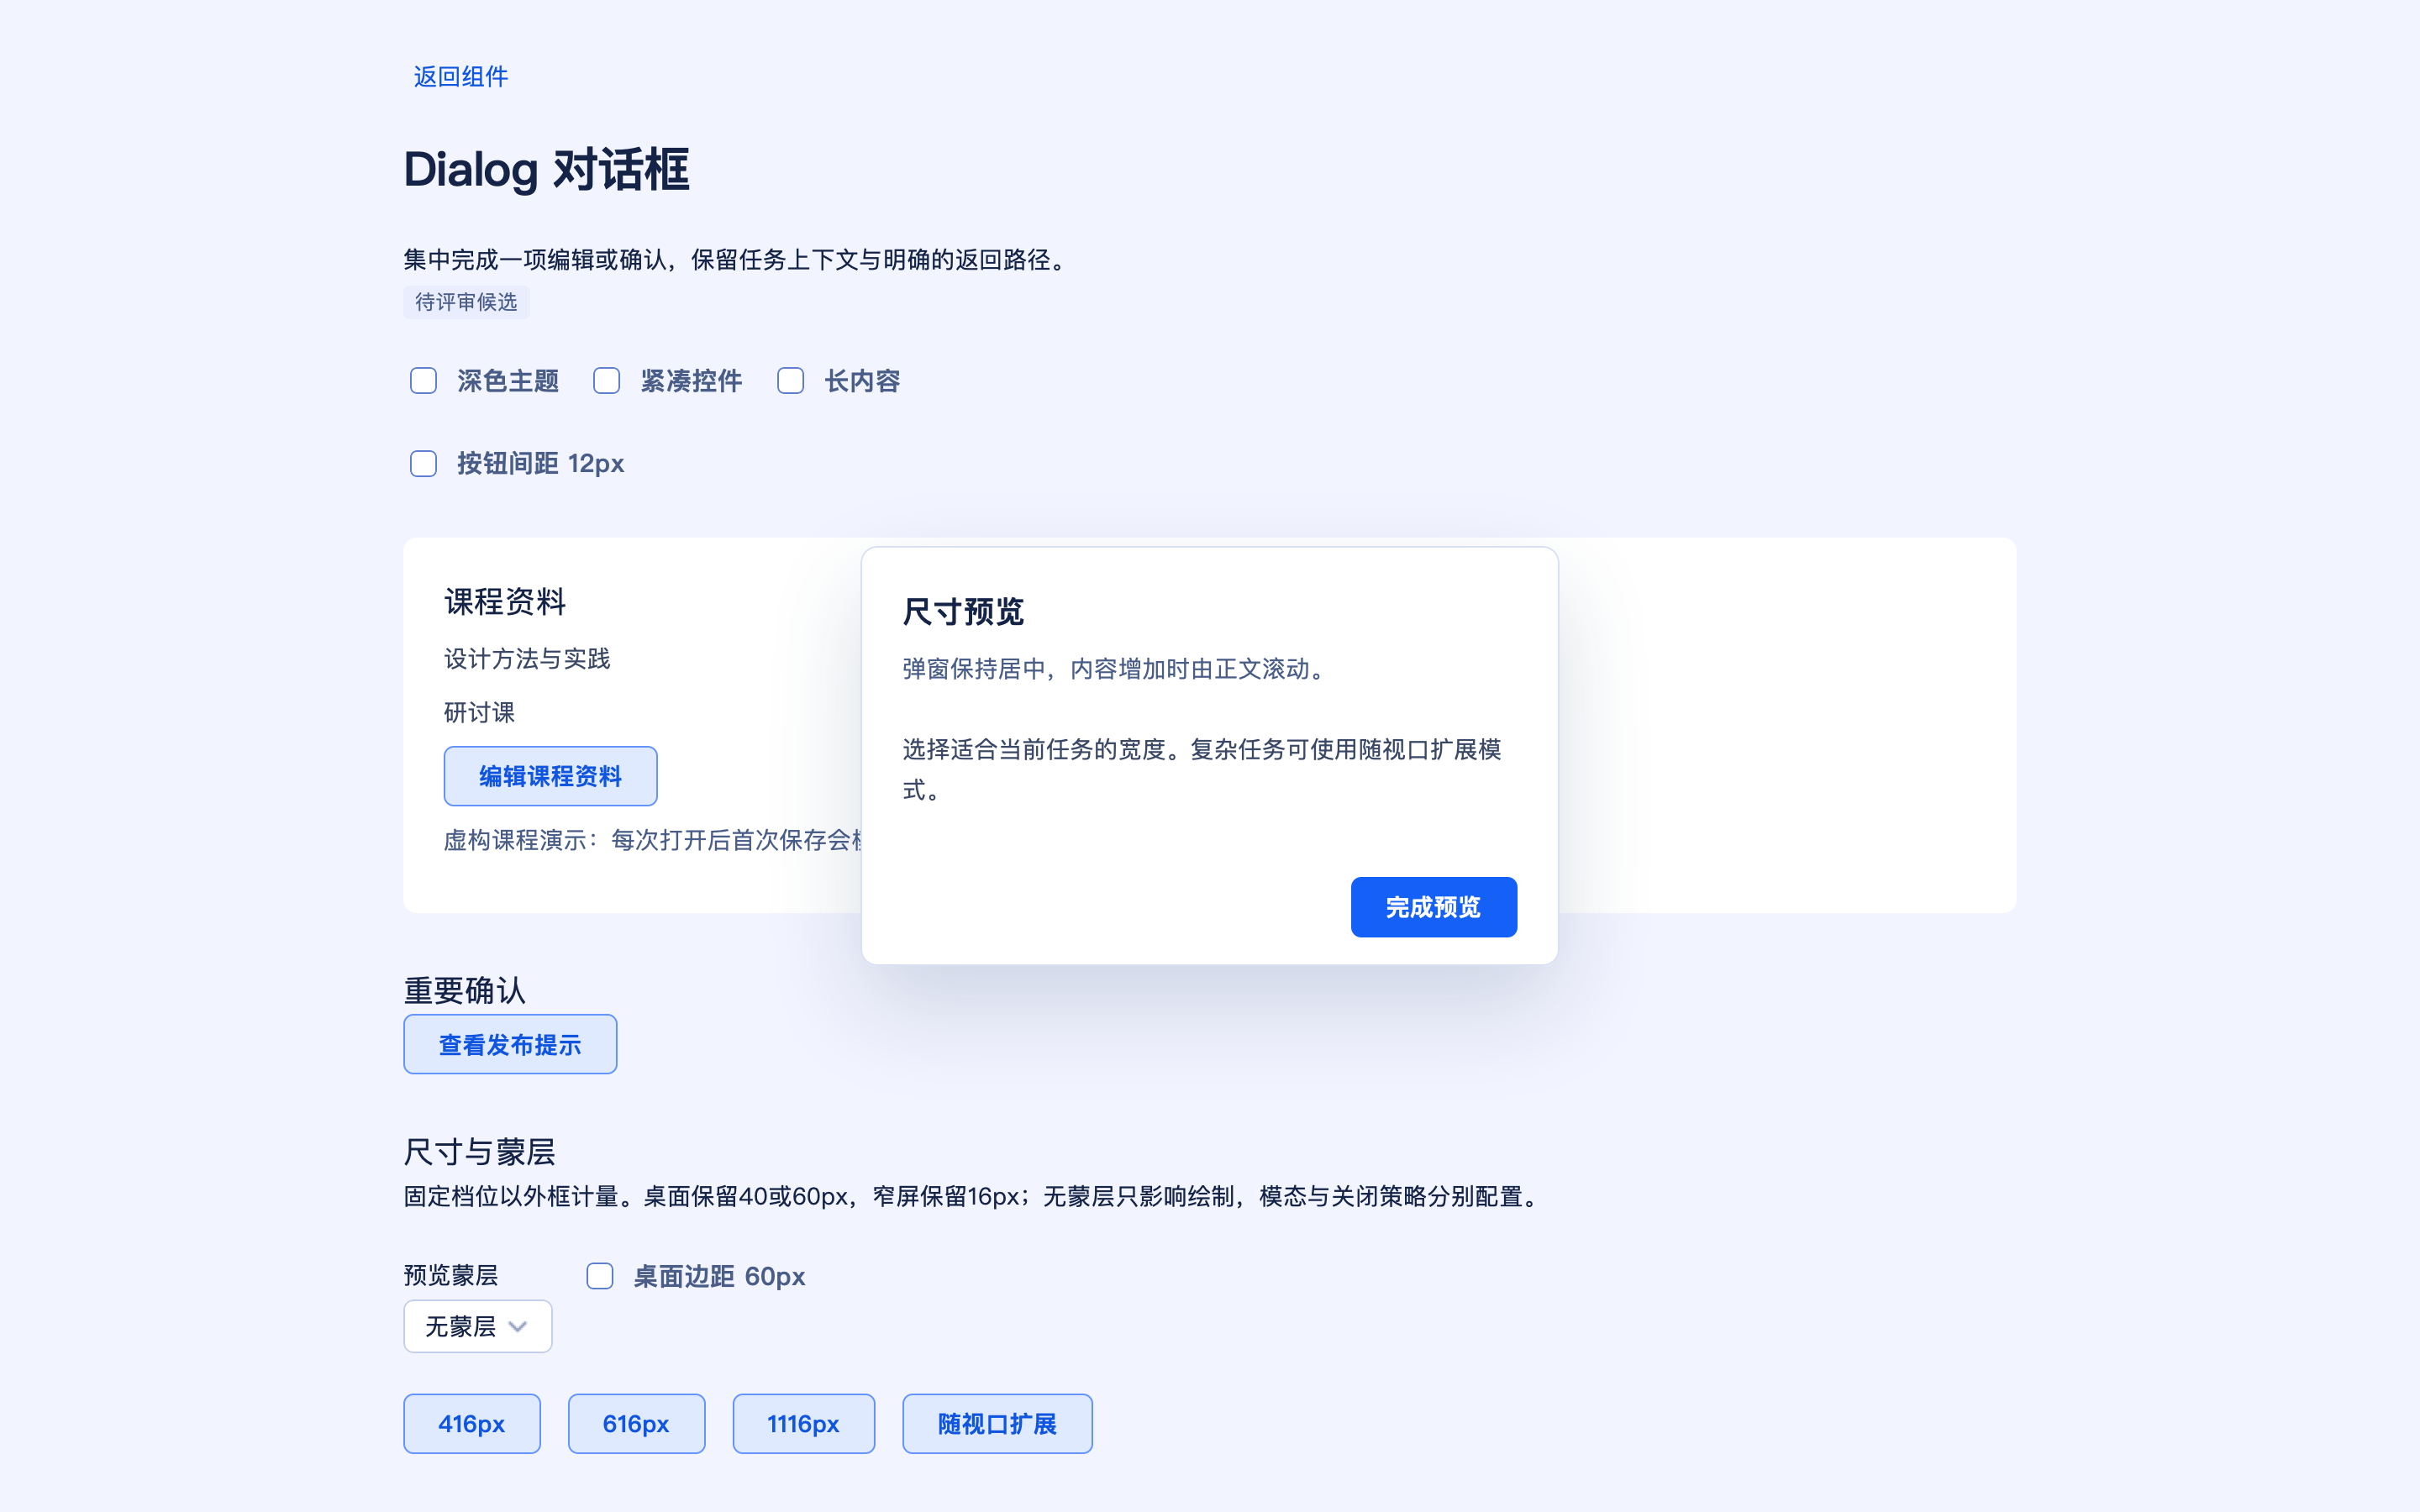 返回组件
Dialog 对话框
集中完成一项编辑或确认，保留任务上下文与明确的返回路径。
待评审候选
深色主题 紧凑控件 长内容
按钮间距 12px
课程资料
设计方法与实践
研讨课
编辑课程资料
虚构课程演示：每次打开后首次保存会
尺寸预览
弹窗保持居中，内容增加时由正文滚动。
选择适合当前任务的宽度。复杂任务可使用随视口扩展模
式。
完成预览
重要确认
查看发布提示
尺寸与蒙层
固定档位以外框计量。桌面保留40或60px，窄屏保留16px；无蒙层只影响绘制，模态与关闭策略分别配置。
预览蒙层
桌面边距 60px
无蒙层
416px 616px 1116px 随视口扩展